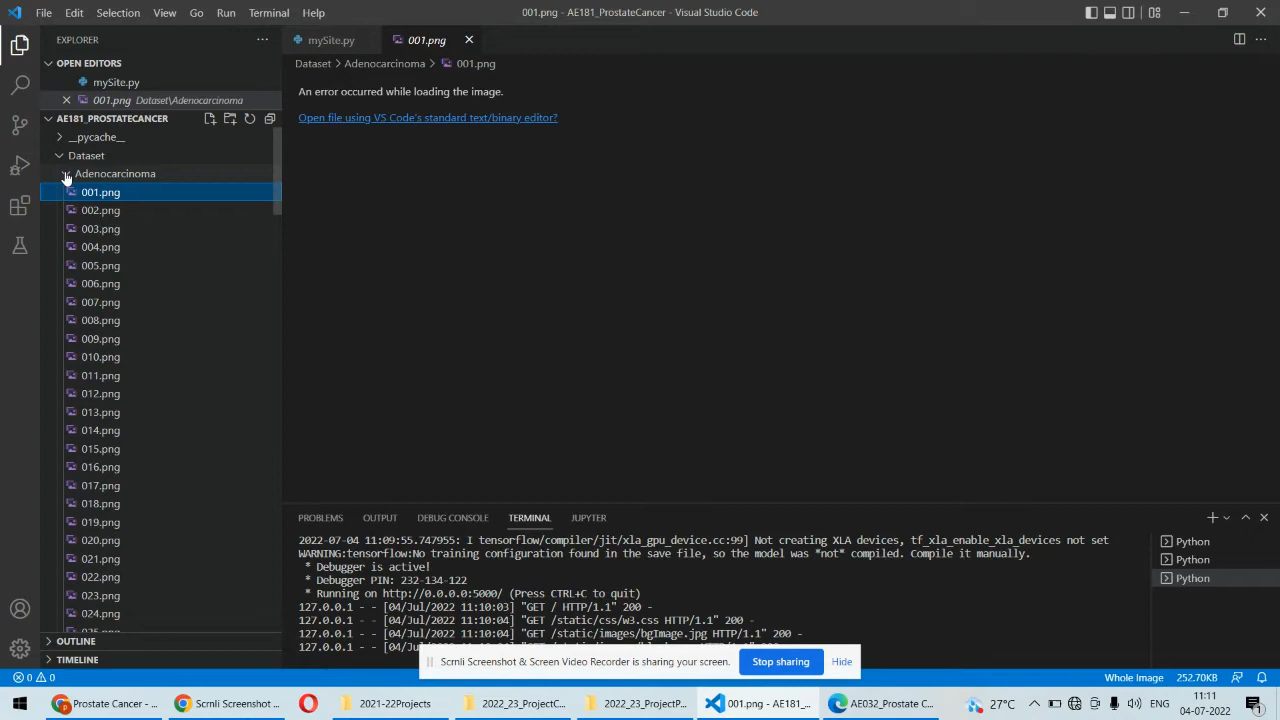 File Edit Selection View Go Run Terminal Help
001.png - AE181_ProstateCancer - Visual Studio Code
EXPLORER
mySite.py
001.png
OPEN EDITORS
Dataset
Adenocarcinoma
001.png
mySite.py
An error occurred while loading the image.
001.png Dataset\Adenocarcinoma
Open file using VS Code's standard text/binary editor?
AE181_PROSTATECANCER
__pycache__
Dataset
Adenocarcinoma
001.png
002.png
003.png
004.png
005.png
006.png
007.png
008.png
009.png
010.png
011.png
012.png
013.png
014.png
015.png
016.png
017.png
018.png
019.png
020.png
021.png
022.png
023.png
024.png
OUTLINE
TIMELINE
PROBLEMS OUTPUT DEBUG CONSOLE TERMINAL JUPYTER
2022-07-04 11:09:55.747955: I tensorflow/compiler/jit/xla_gpu_device.cc:99] Not creating XLA devices, tf_xla_enable_xla_devices not set
WARNING:tensorflow:No training configuration found in the save file, so the model was *not* compiled. Compile it manually.
* Debugger is active!
* Debugger PIN: 232-134-122
* Running on http://0.0.0.0:5000/ (Press CTRL+C to quit)
127.0.0.1 - - [04/Jul/2022 11:10:03] "GET / HTTP/1.1" 200 -
127.0.0.1 - - [04/Jul/2022 11:10:04] "GET /static/css/w3.css HTTP/1.1" 200 -
127.0.0.1 - - [04/Jul/2022 11:10:04] "GET /static/images/bgImage.jpg HTTP/1.1" 200 -
127.0.0.1 - - [04/Jul/2022 11:10:04]
Python
Python
Python
Scrnli Screenshot & Screen Video Recorder is sharing your screen.
Stop sharing
Hide
0 0
Whole Image
252.70KB
Prostate Cancer - ...
Scrnli Screenshot ...
2021-22Projects
2022_23_Project...
2022_23_ProjectP...
001.png - AE181_...
AE032_Prostate C...
27°C
ENG
11:11
04-07-2022
1